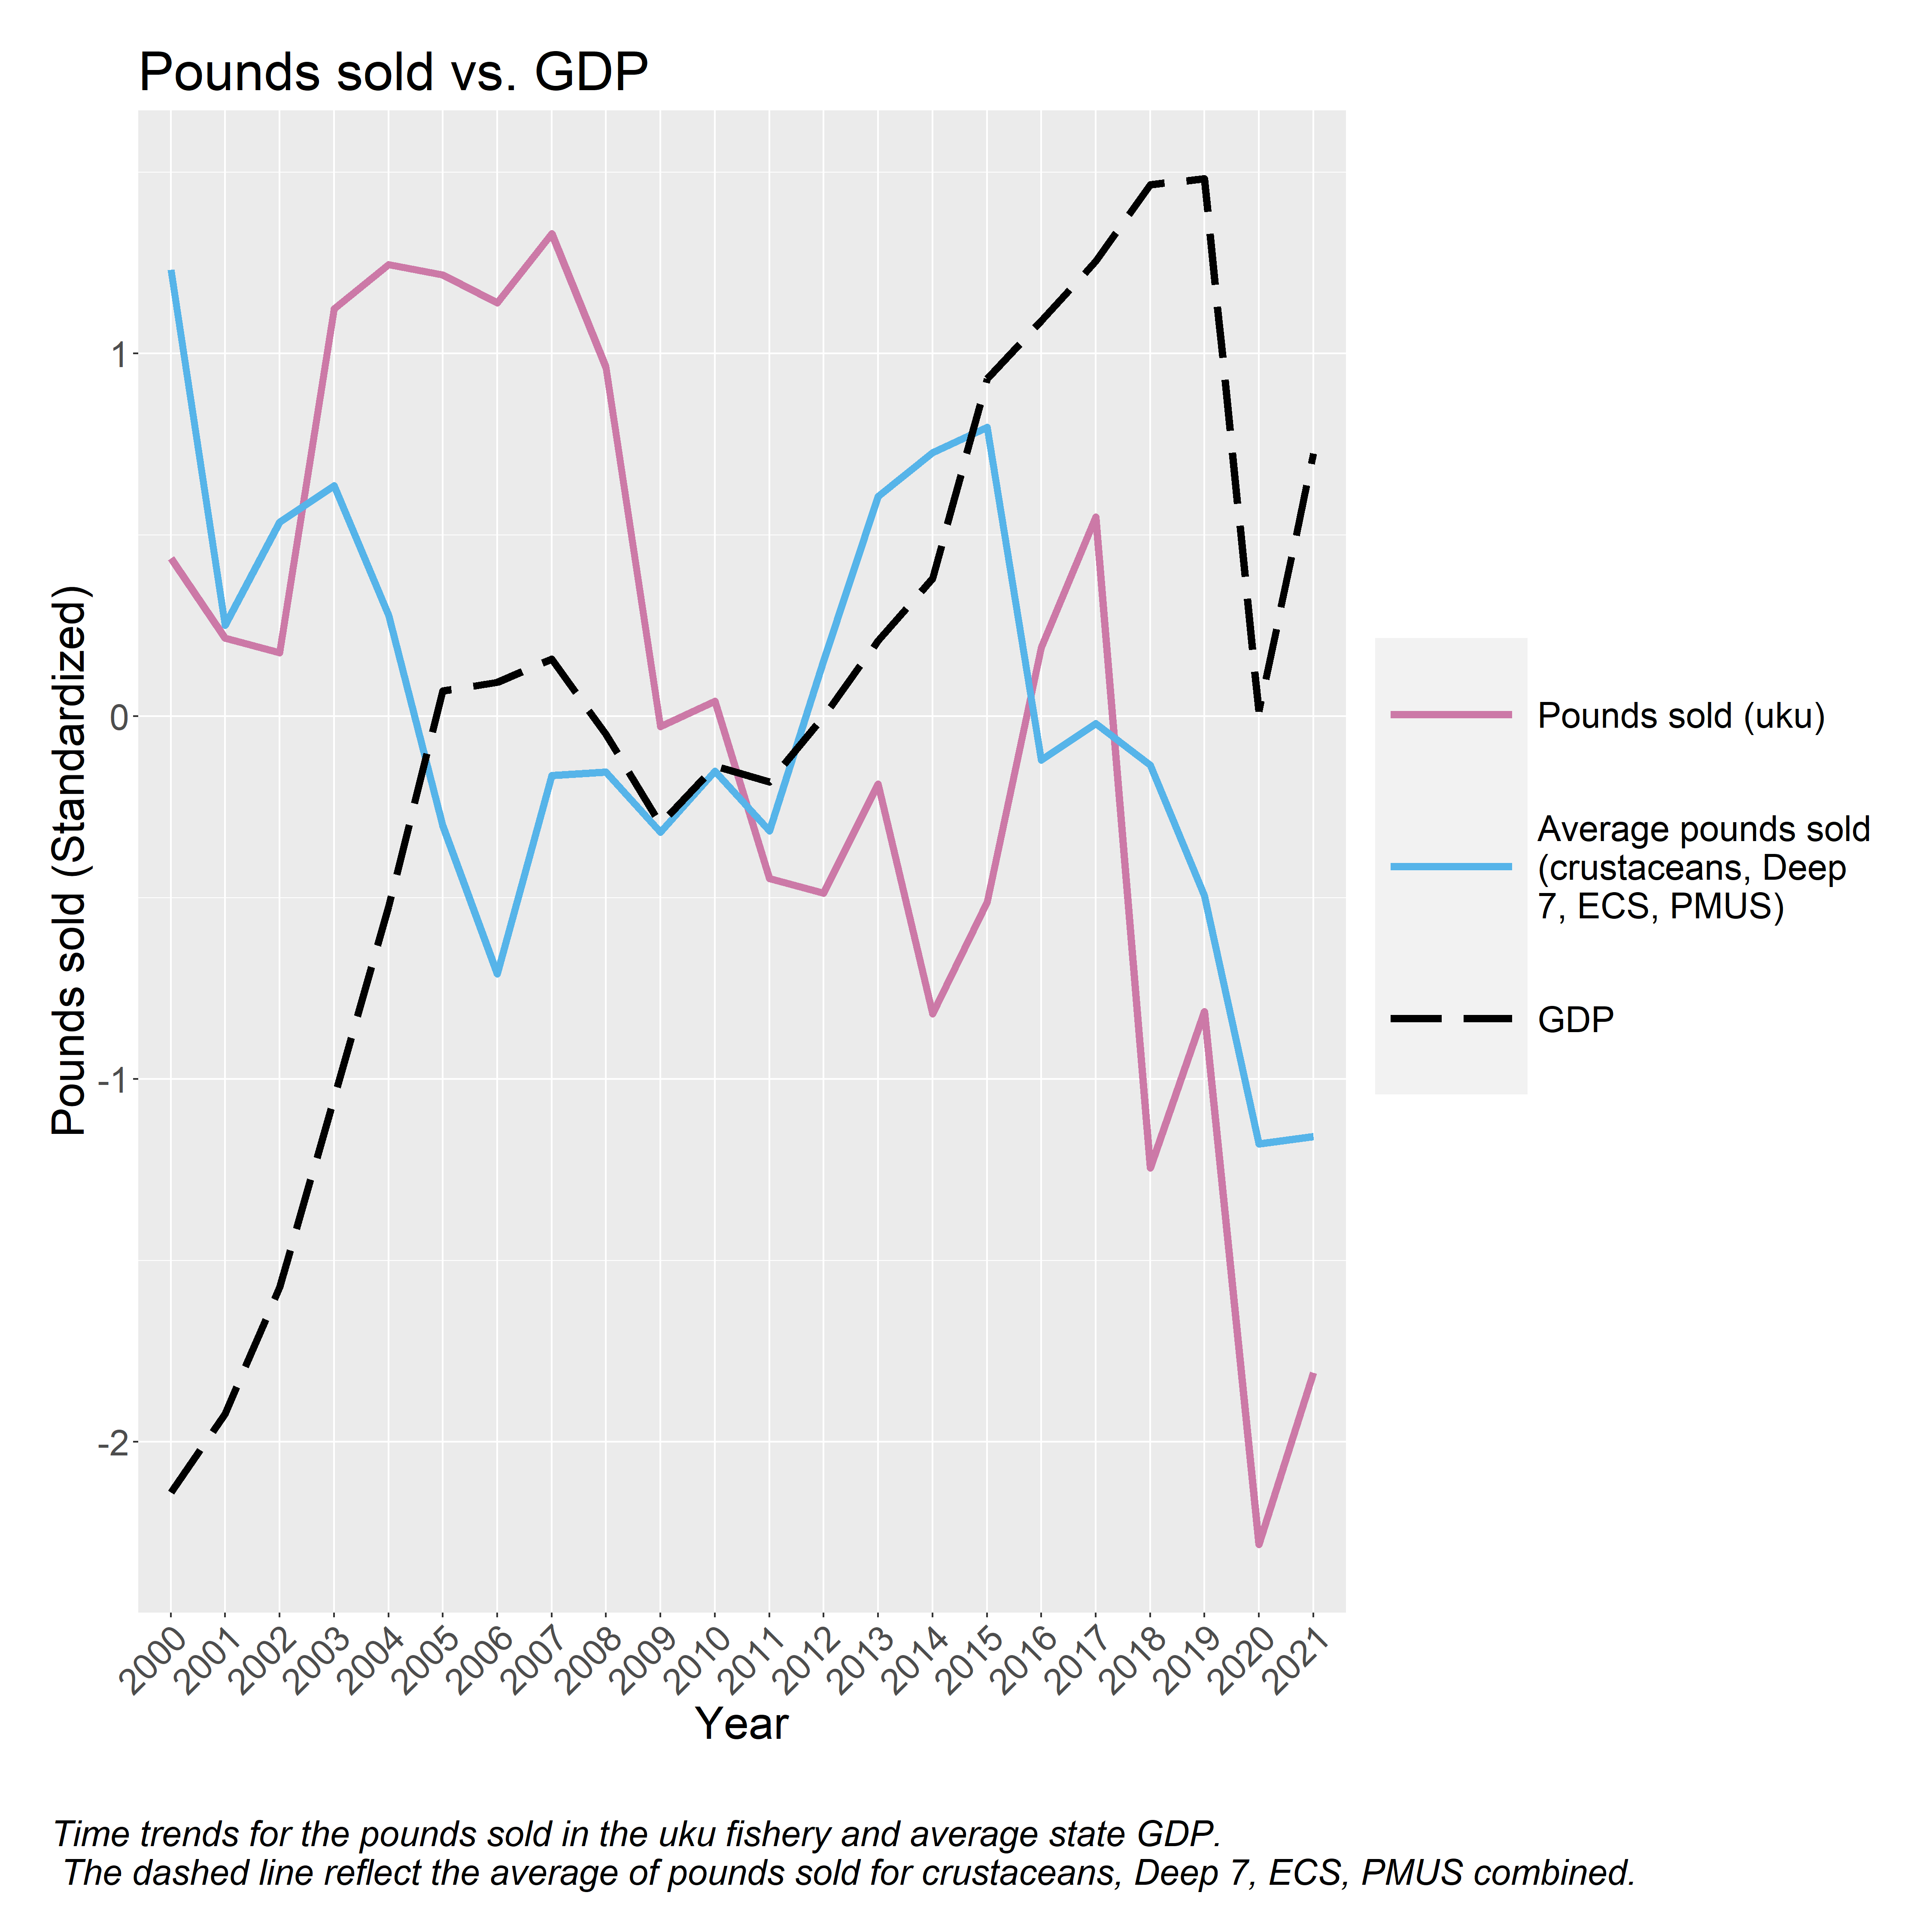 Pounds sold vs. GDP
Pounds sold (Standardized)
1
0
-1
-2
2000
2001
2002
2003
2004
2005
2006
2007
2008
2009
2010
2011
2012
2013
2014
2015
2016
2017
2018
2019
2020
2021
Year
Pounds sold (uku)
Average pounds sold
(crustaceans, Deep
7, ECS, PMUS)
GDP
Time trends for the pounds sold in the uku fishery and average state GDP.
The dashed line reflect the average of pounds sold for crustaceans, Deep 7, ECS, PMUS combined.